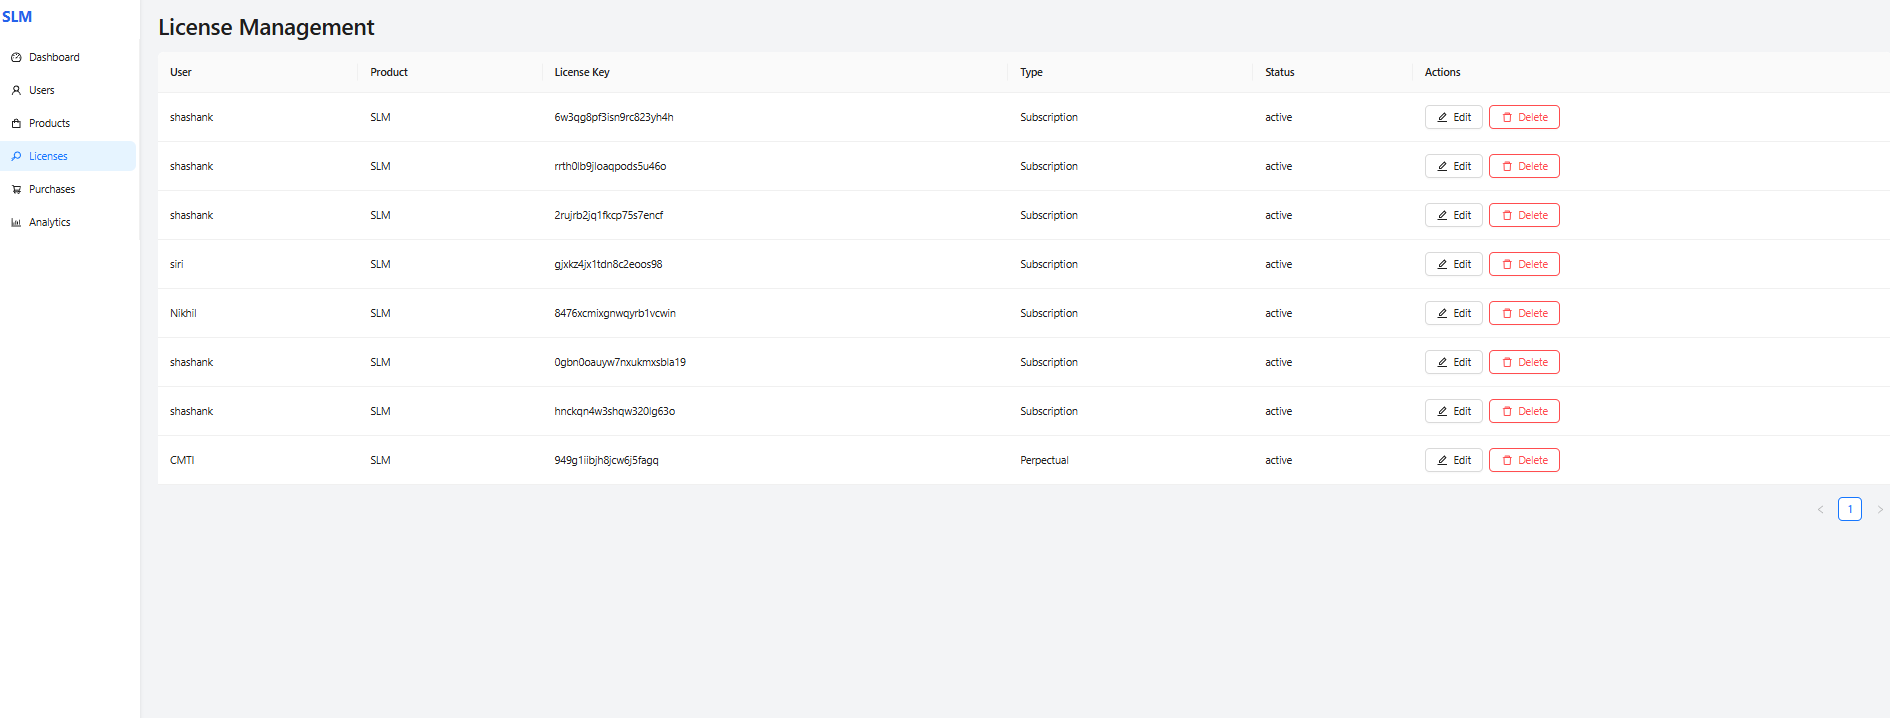 SLM
Dashboard
Users
Products
Licenses
Purchases
Analytics
License Management
User Product License Key Type Status Actions
shashank SLM 6w3qg8pf3isn9rc823yh4h Subscription active Edit Delete
shashank SLM rrth0lb9jloaqpods5u46o Subscription active Edit Delete
shashank SLM 2rujrb2jq1fkcp75s7encf Subscription active Edit Delete
siri SLM gjxkz4jx1tdn8c2eoos98 Subscription active Edit Delete
Nikhil SLM 8476xcmixgnwqyrb1vcwin Subscription active Edit Delete
shashank SLM 0gbn0oauyw7nxukmxsbla19 Subscription active Edit Delete
shashank SLM hnckqn4w3shqw320lg63o Subscription active Edit Delete
CMTI SLM 949g1iibjh8jcw6j5fagq Perpectual active Edit Delete
1